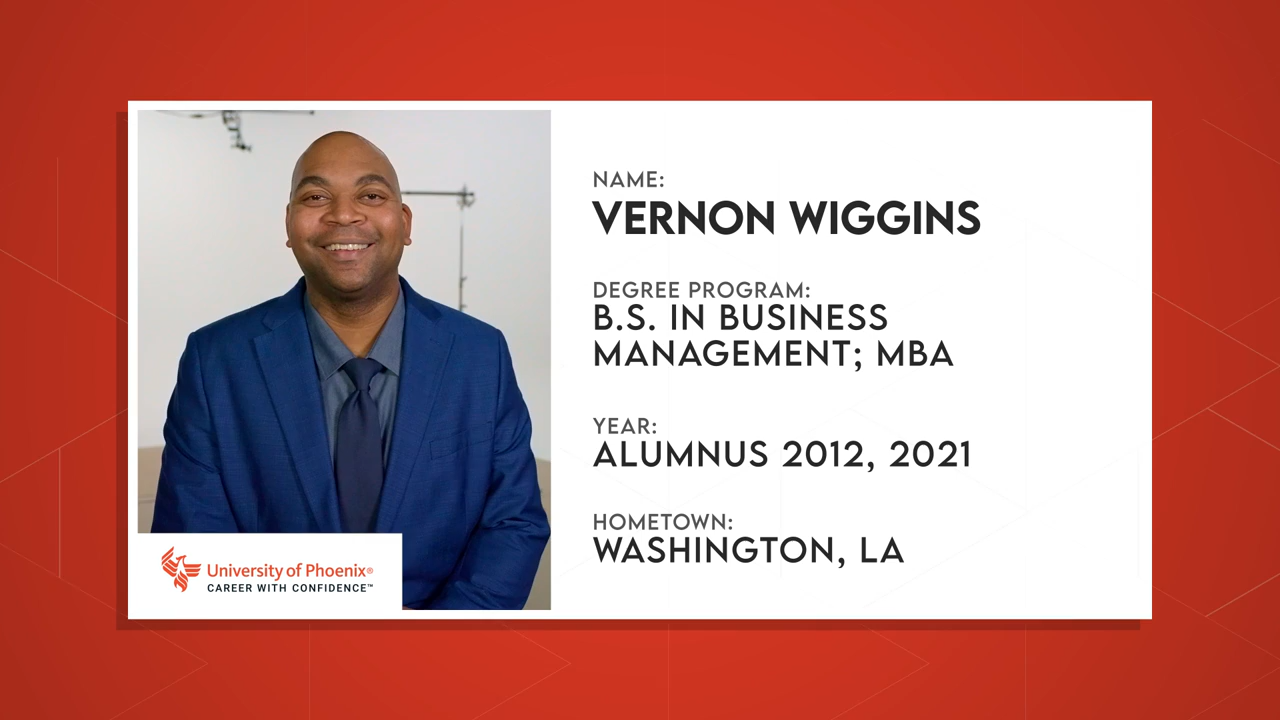 NAME:
VERNON WIGGINS
DEGREE PROGRAM:
B.S. IN BUSINESS
MANAGEMENT; MBA
YEAR:
ALUMNUS 2012, 2021
HOMETOWN:
WASHINGTON, LA
University of Phoenix®
CAREER WITH CONFIDENCE™